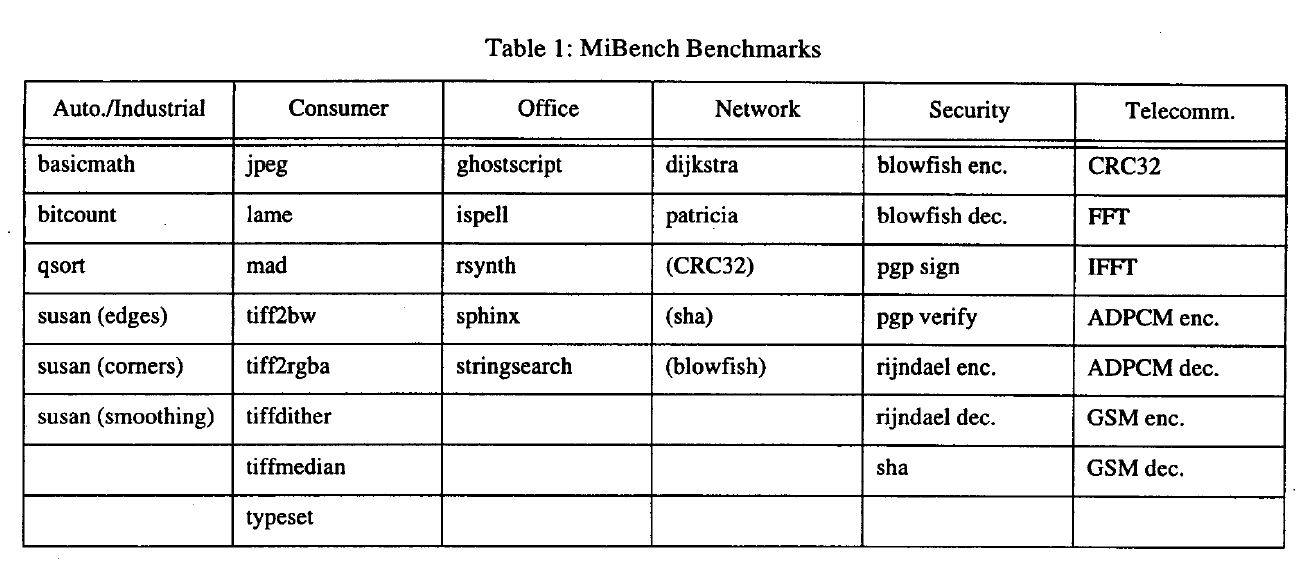 Table 1: MiBench Benchmarks
Auto./Industrial Consumer Office Network Security Telecomm.
basicmath jpeg ghostscript dijkstra blowfish enc. CRC32
bitcount lame ispell patricia blowfish dec. FFT
qsort mad rsynth (CRC32) pgp sign IFFT
susan (edges) tiff2bw sphinx (sha) pgp verify ADPCM enc.
susan (corners) tiff2rgba stringsearch (blowfish) rijndael enc. ADPCM dec.
susan (smoothing) tiffdither rijndael dec. GSM enc.
tiffmedian sha GSM dec.
typeset